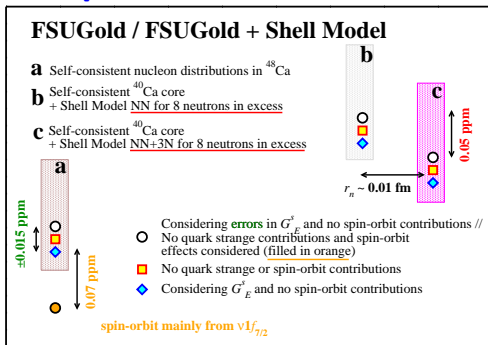 FSUGold / FSUGold + Shell Model
a Self-consistent nucleon distributions in ⁴⁸Ca
b Self-consistent ⁴⁰Ca core
+ Shell Model NN for 8 neutrons in excess
c Self-consistent ⁴⁰Ca core
+ Shell Model NN+3N for 8 neutrons in excess
b
c
0.05 ppm
rₙ ~ 0.01 fm
a
±0.015 ppm
0.07 ppm
Considering errors in Gˢ_E and no spin-orbit contributions //
No quark strange contributions and spin-orbit
effects considered (filled in orange)
No quark strange or spin-orbit contributions
Considering Gˢ_E and no spin-orbit contributions
spin-orbit mainly from ν1f₇/₂